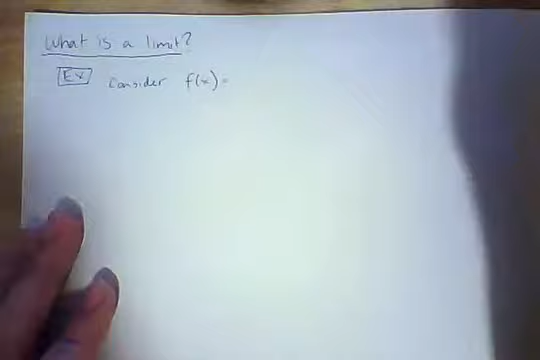 What is a limit?
Ex Consider f(x)=